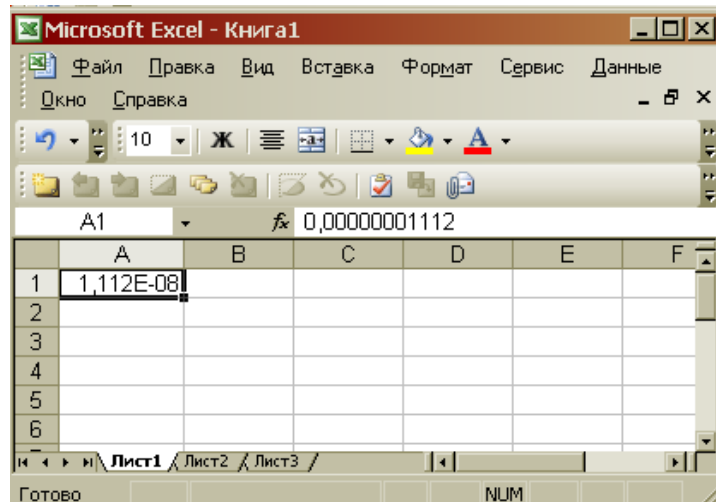 Microsoft Excel - Книга1
Файл Правка Вид Вставка Формат Сервис Данные
Окно Справка
10 Ж А
A1 fx 0,00000001112
A B C D E F
1 1,112E-08
2
3
4
5
6
Лист1 Лист2 Лист3
Готово NUM